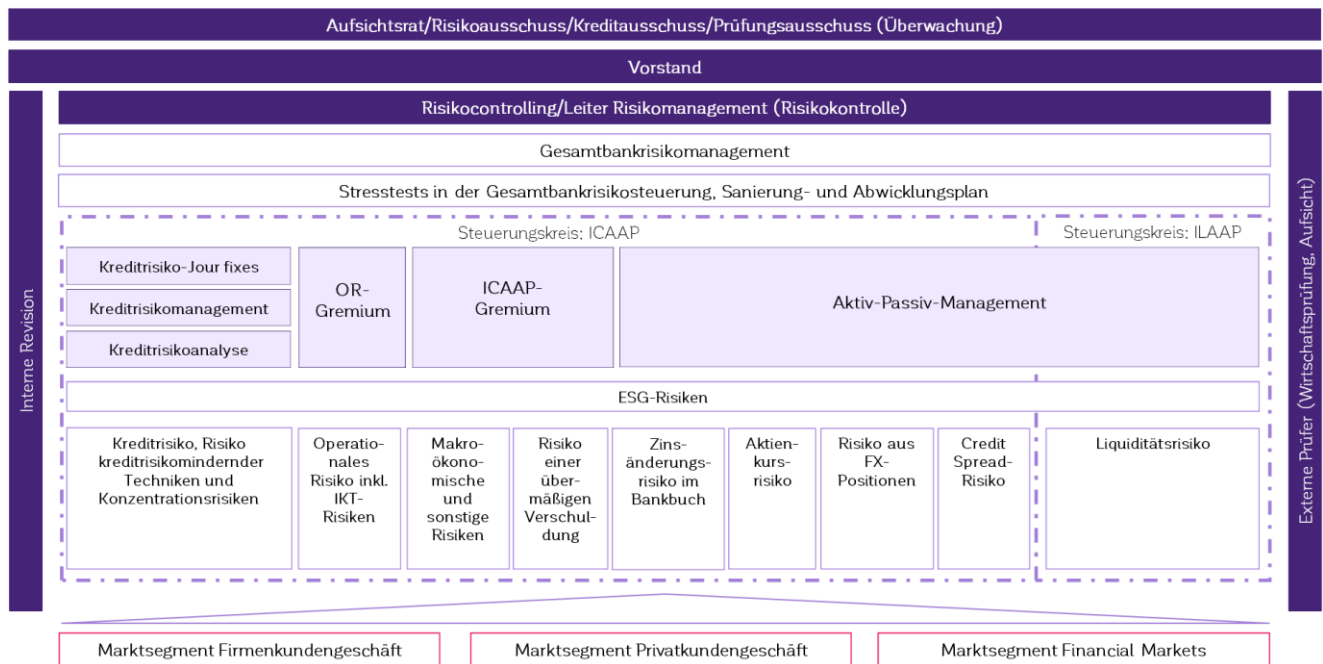 Aufsichtsrat/Risikoausschuss/Kreditausschuss/Prüfungsausschuss (Überwachung)
Vorstand
Interne Revision
Risikocontrolling/Leiter Risikomanagement (Risikokontrolle)
Gesamtbankrisikomanagement
Stresstests in der Gesamtbankrisikosteuerung, Sanierung- und Abwicklungsplan
Steuerungskreis: ICAAP
Steuerungskreis: ILAAP
Kreditrisiko-Jour fixes
Kreditrisikomanagement
Kreditrisikoanalyse
OR-
Gremium
ICAAP-
Gremium
Aktiv-Passiv-Management
ESG-Risiken
Kreditrisiko, Risiko
kreditrisikomindernder
Techniken und
Konzentrationsrisiken
Operatio-
nales
Risiko inkl.
IKT-
Risiken
Makro-
ökono-
mische
und
sonstige
Risiken
Risiko
einer
über-
mäßigen
Verschul-
dung
Zins-
änderungs-
risiko im
Bankbuch
Aktien-
kurs-
risiko
Risiko aus
FX-
Positionen
Credit
Spread-
Risiko
Liquiditätsrisiko
Externe Prüfer (Wirtschaftsprüfung, Aufsicht)
Marktsegment Firmenkundengeschäft
Marktsegment Privatkundengeschäft
Marktsegment Financial Markets